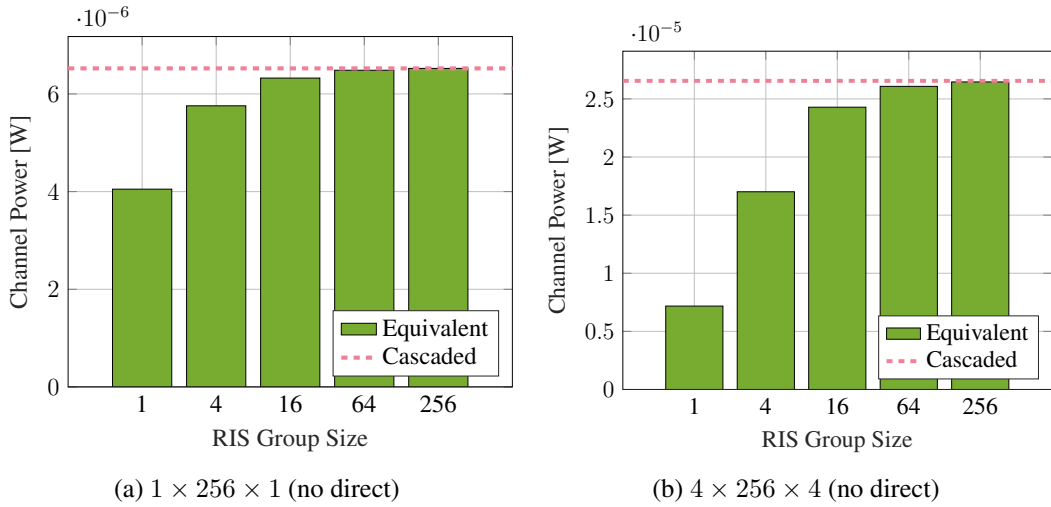 ·10⁻⁶
Channel Power [W]
6
4
2
0
1 4 16 64 256
RIS Group Size
Equivalent
Cascaded
(a) 1 × 256 × 1 (no direct)
·10⁻⁵
Channel Power [W]
2.5
2
1.5
1
0.5
0
1 4 16 64 256
RIS Group Size
Equivalent
Cascaded
(b) 4 × 256 × 4 (no direct)